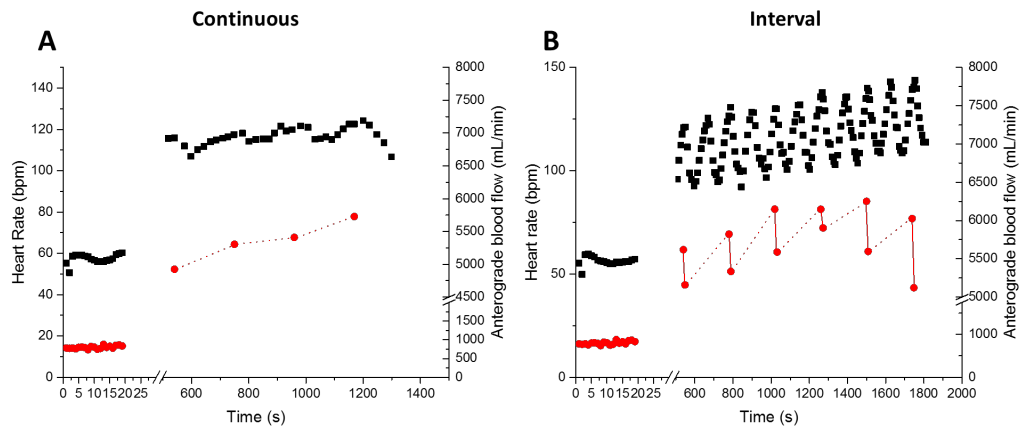 Continuous
Interval
A
B
140
120
100
80
60
40
20
0
Heart Rate (bpm)
8000
7500
7000
6500
6000
5500
5000
4500
1000
500
0
Anterograde blood flow (mL/min)
0 5 10 15 20 25 600 800 1000 1200 1400
Time (s)
150
100
50
0
Heart rate (bpm)
8000
7500
7000
6500
6000
5500
5000
1000
0
Anterograde blood flow (mL/min)
0 5 10 15 20 25 600 800 1000 1200 1400 1600 1800 2000
Time (s)